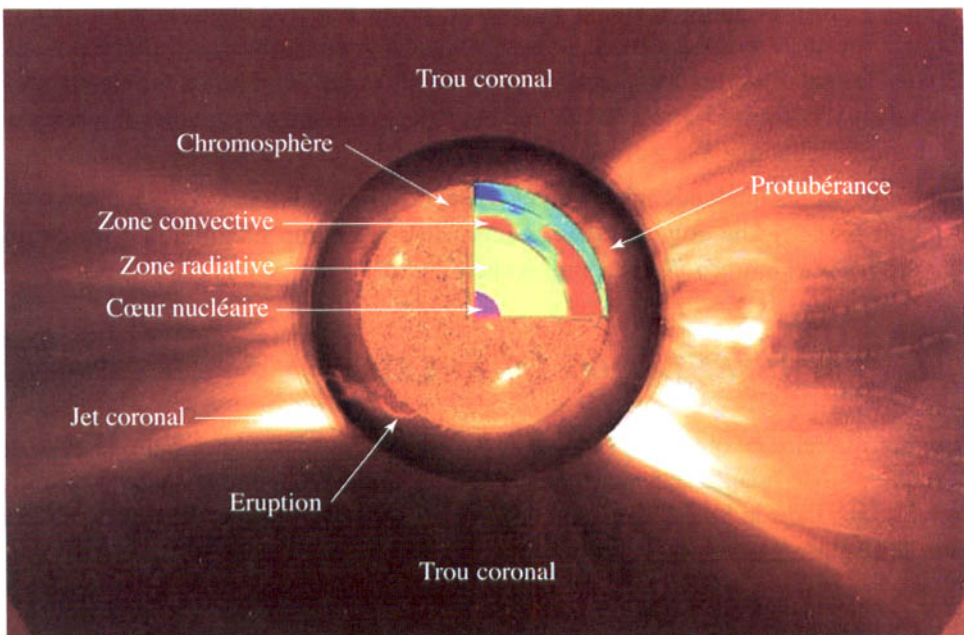 Trou coronal
Chromosphère
Protubérance
Zone convective
Zone radiative
Cœur nucléaire
Jet coronal
Eruption
Trou coronal